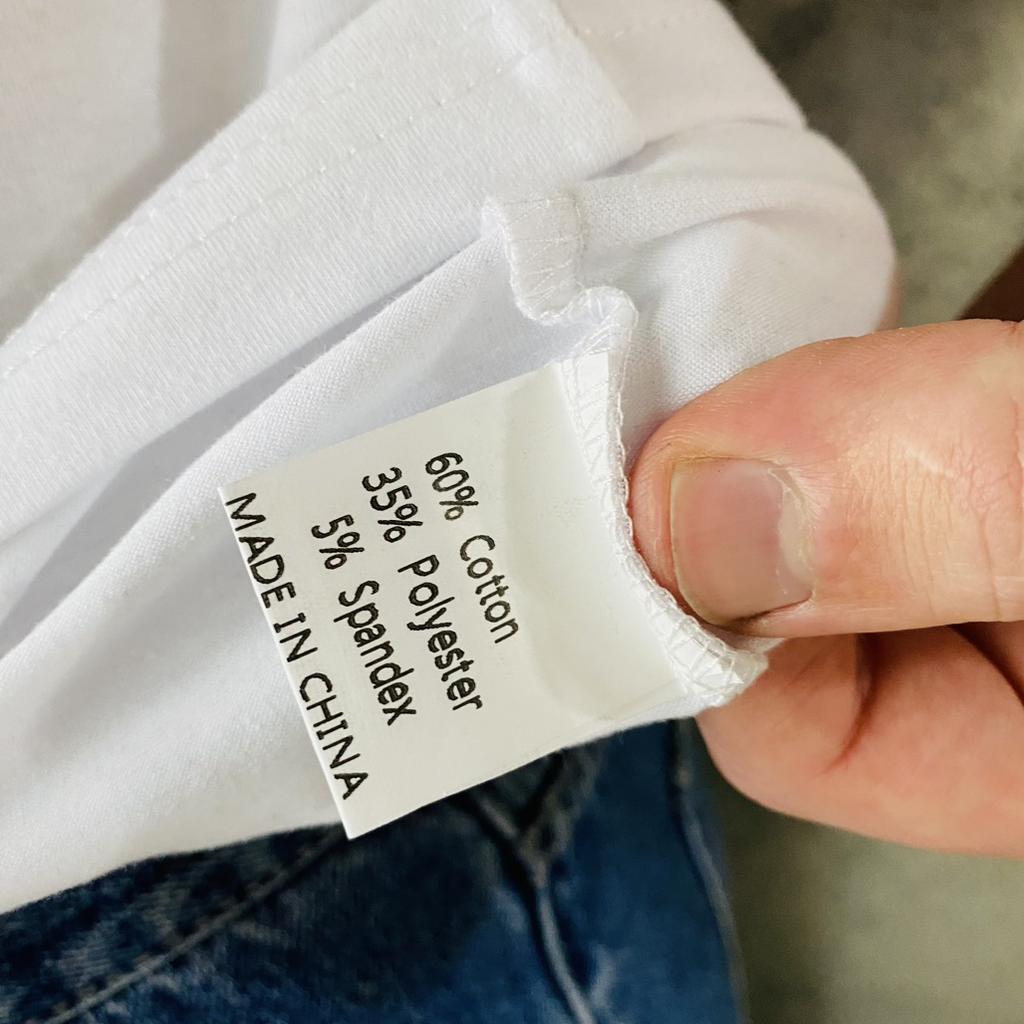 60% Cotton
35% Polyester
5% Spandex
MADE IN CHINA